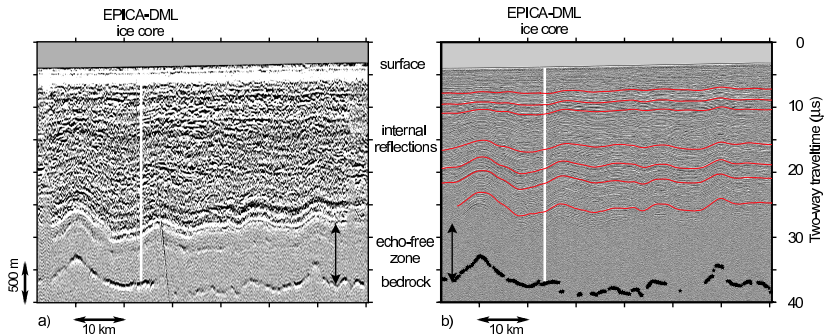 EPICA-DML
ice core
EPICA-DML
ice core
surface
internal
reflections
echo-free
zone
bedrock
500 m
a)
10 km
b)
10 km
0
10
20
30
40
Two-way traveltime (µs)